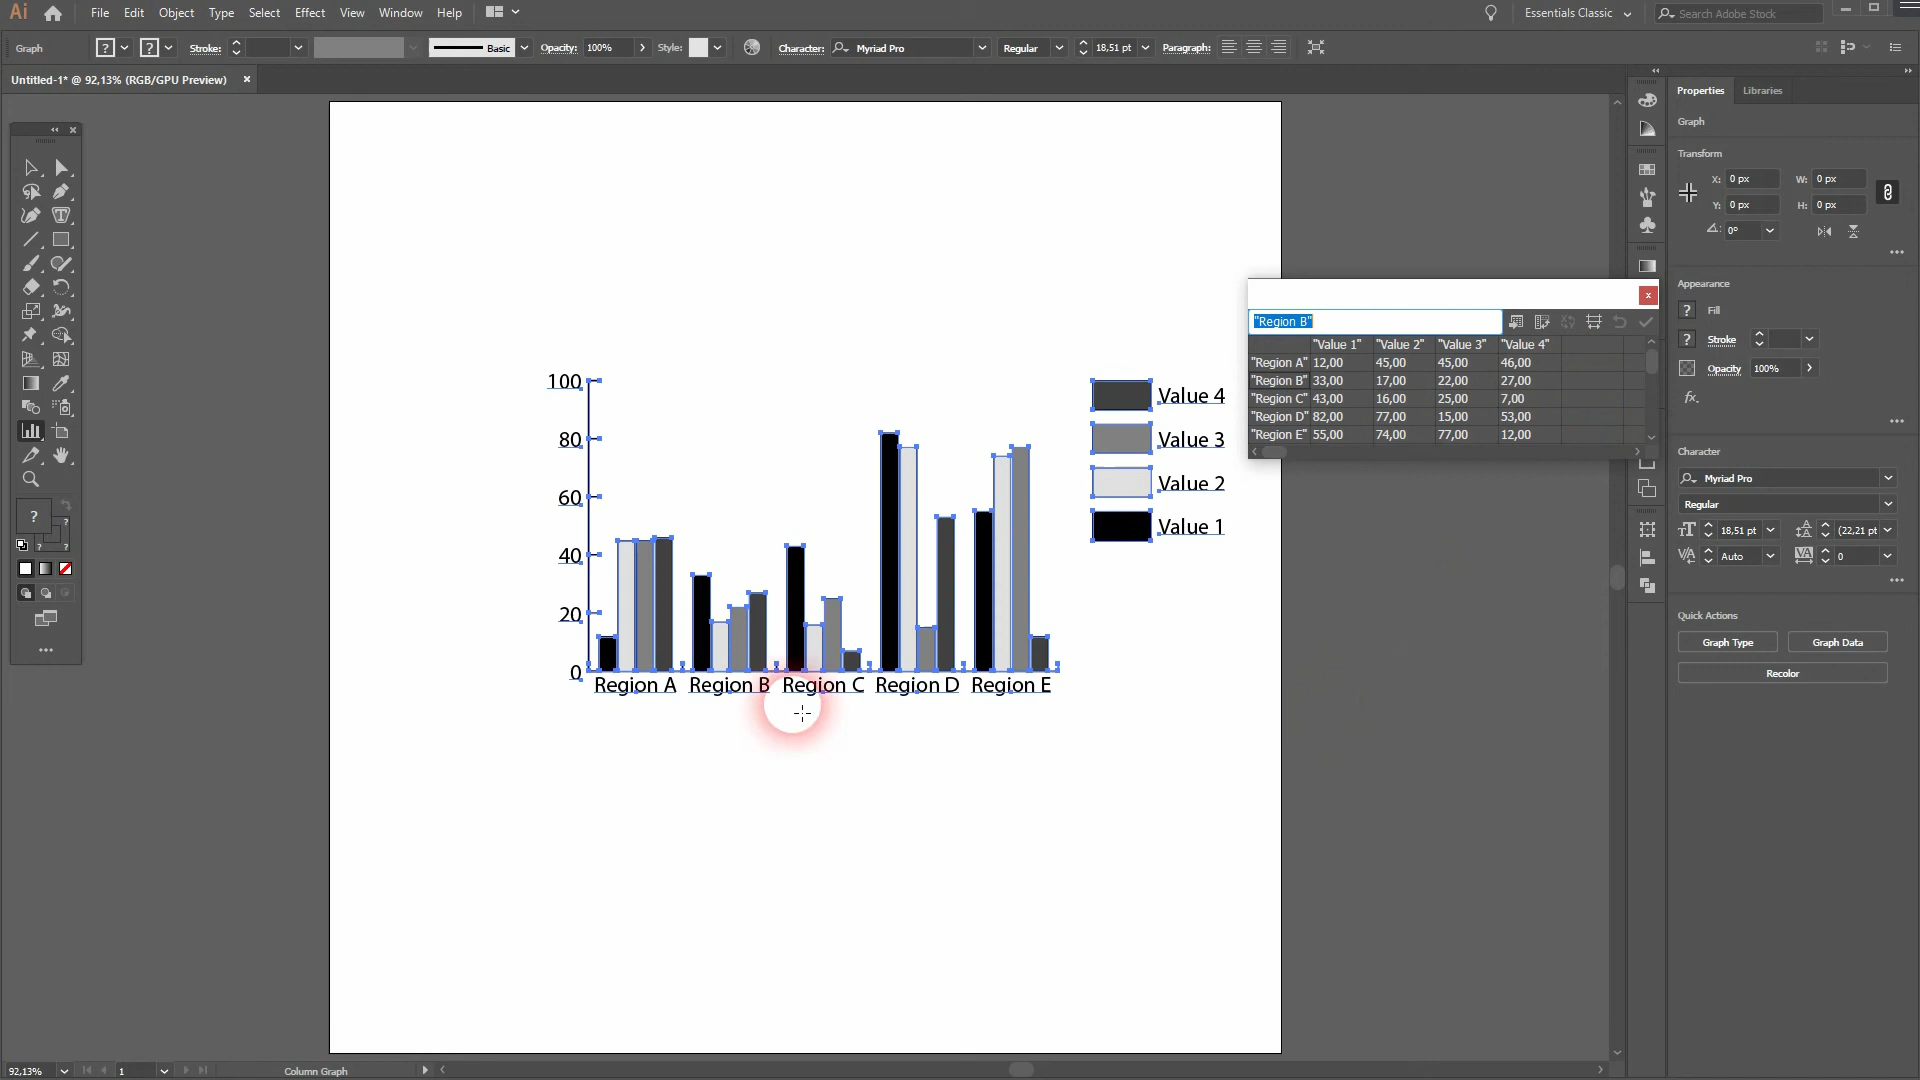 Ai File Edit Object Type Select Effect View Window Help Essentials Classic Search Adobe Stock
Graph ? ? Stroke: Basic Opacity: 100% Style: Character: Myriad Pro Regular 18,51 pt Paragraph:
Untitled-1* @ 92,13% (RGB/GPU Preview)
100
80
60
40
20
0
Region A Region B Region C Region D Region E
Value 4
Value 3
Value 2
Value 1
"Region B"
"Value 1" "Value 2" "Value 3" "Value 4"
"Region A" 12,00 45,00 45,00 46,00
"Region B" 33,00 17,00 22,00 27,00
"Region C" 43,00 16,00 25,00 7,00
"Region D" 82,00 77,00 15,00 53,00
"Region E" 55,00 74,00 77,00 12,00
Properties Libraries
Graph
Transform
X: 0 px W: 0 px
Y: 0 px H: 0 px
0°
Appearance
? Fill
? Stroke
Opacity 100%
fx.
Character
Myriad Pro
Regular
18,51 pt (22,21 pt
Auto 0
Quick Actions
Graph Type Graph Data
Recolor
?
?
? ?
92,13% 1 Column Graph